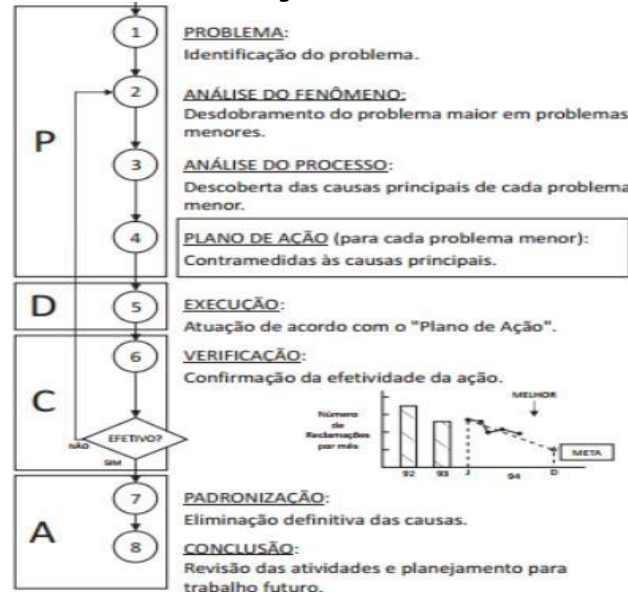 P
1
PROBLEMA:
Identificação do problema.
2
ANÁLISE DO FENÔMENO:
Desdobramento do problema maior em problemas
menores.
3
ANÁLISE DO PROCESSO:
Descoberta das causas principais de cada problema
menor.
4
PLANO DE AÇÃO (para cada problema menor):
Contramedidas às causas principais.
D
5
EXECUÇÃO:
Atuação de acordo com o "Plano de Ação".
C
6
VERIFICAÇÃO:
Confirmação da efetividade da ação.
EFETIVO?
NÃO
SIM
Número
de
Reclamações
por mês
MELHOR
META
92 93 J 94 D
A
7
PADRONIZAÇÃO:
Eliminação definitiva das causas.
8
CONCLUSÃO:
Revisão das atividades e planejamento para
trabalho futuro.